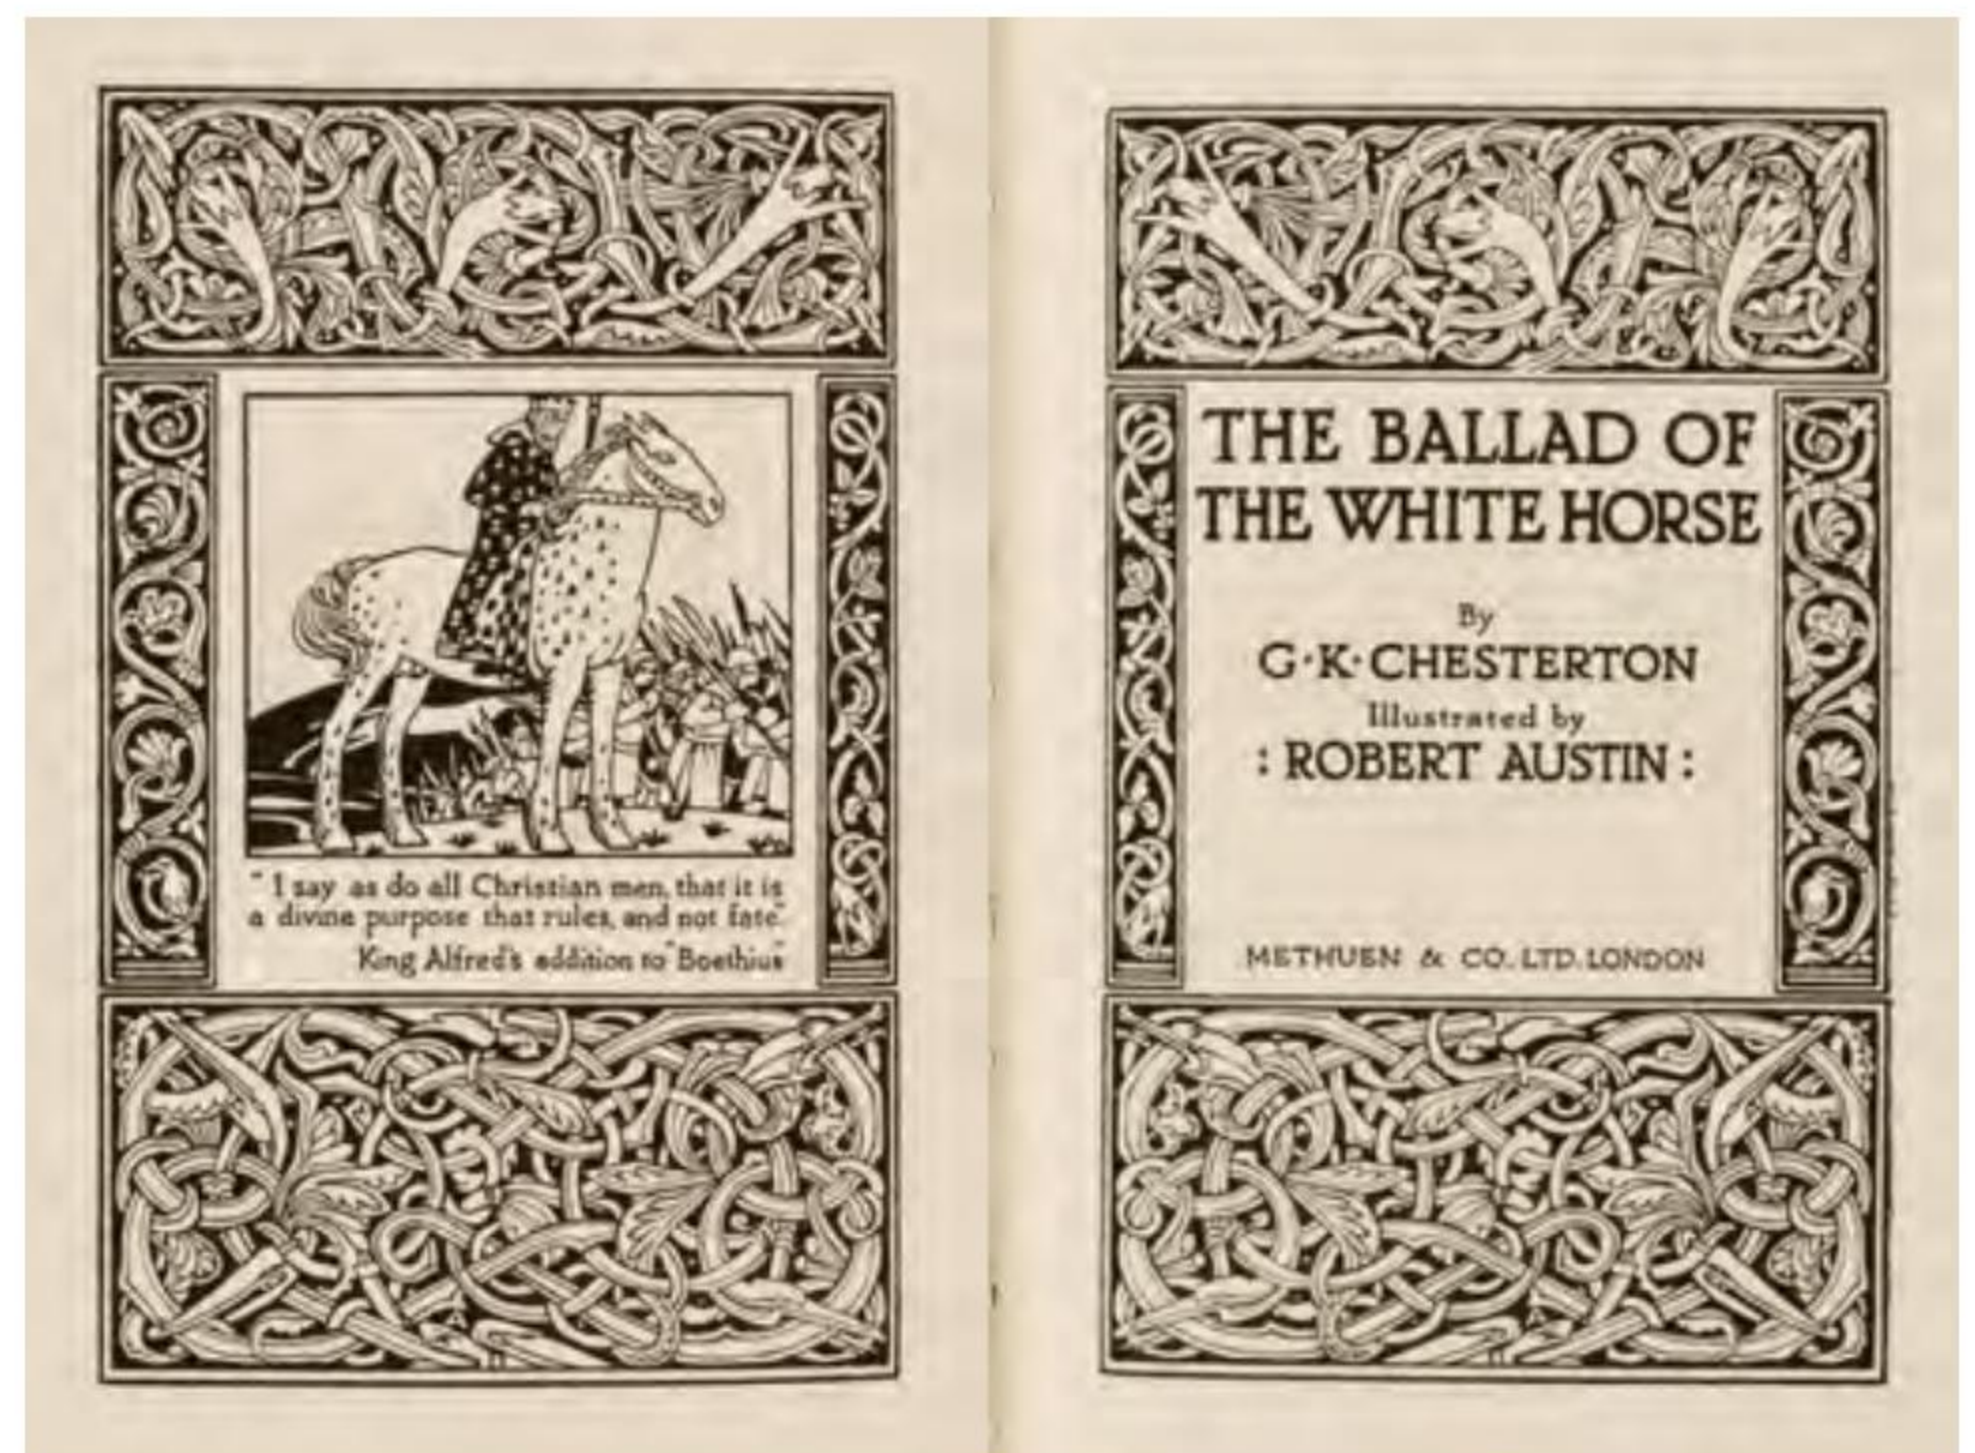 " I say as do all Christian men, that it is
a divine purpose that rules, and not fate."
King Alfred's addition to "Boethius"
THE BALLAD OF
THE WHITE HORSE
By
G·K·CHESTERTON
Illustrated by
: ROBERT AUSTIN :
METHUEN & CO. LTD. LONDON